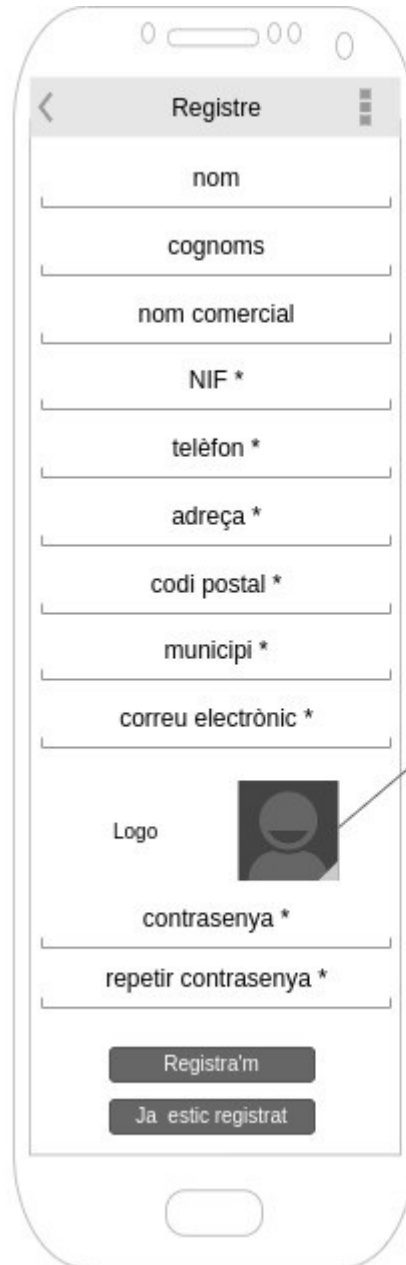 Registre
nom
cognoms
nom comercial
NIF *
telèfon *
adreça *
codi postal *
municipi *
correu electrònic *
Logo
contrasenya *
repetir contrasenya *
Registra'm
Ja estic registrat